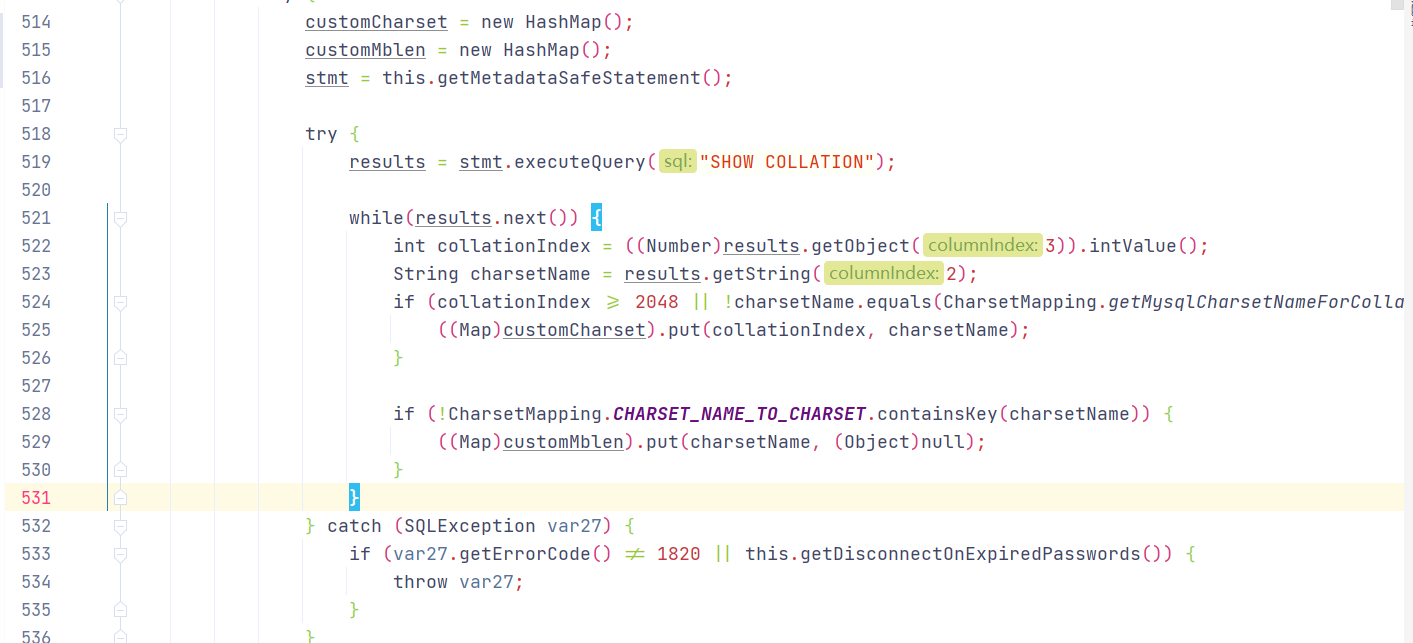 514 customCharset = new HashMap();
515 customMblen = new HashMap();
516 stmt = this.getMetadataSafeStatement();
517
518 try {
519 results = stmt.executeQuery( sql: "SHOW COLLATION");
520
521 while(results.next()) {
522 int collationIndex = ((Number)results.getObject( columnIndex: 3)).intValue();
523 String charsetName = results.getString( columnIndex: 2);
524 if (collationIndex ≥ 2048 || !charsetName.equals(CharsetMapping.getMysqlCharsetNameForColla
525 ((Map)customCharset).put(collationIndex, charsetName);
526 }
527
528 if (!CharsetMapping.CHARSET_NAME_TO_CHARSET.containsKey(charsetName)) {
529 ((Map)customMblen).put(charsetName, (Object)null);
530 }
531 }
532 } catch (SQLException var27) {
533 if (var27.getErrorCode() ≠ 1820 || this.getDisconnectOnExpiredPasswords()) {
534 throw var27;
535 }
536 }